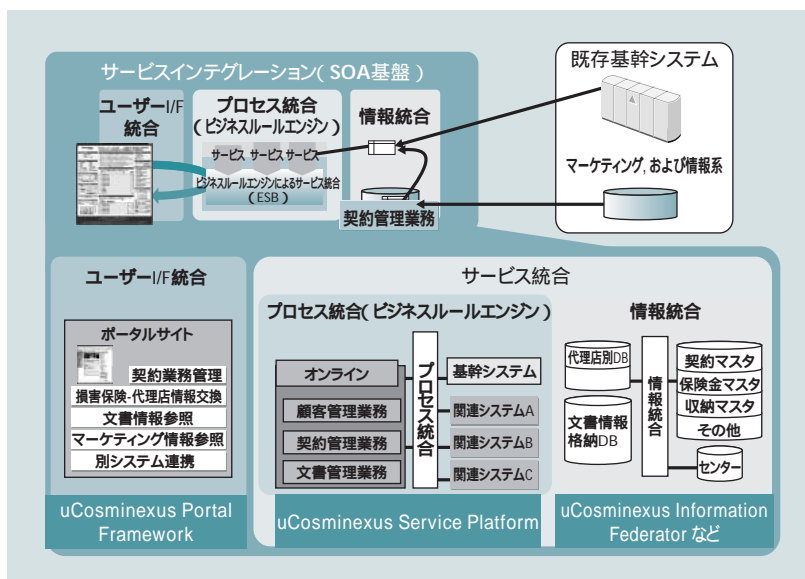 サービスインテグレーション(SOA基盤)
ユーザーI/F
統合
プロセス統合
(ビジネスルールエンジン)
サービス サービス サービス
ビジネスルールエンジンによるサービス統合
(ESB)
情報統合
契約管理業務
既存基幹システム
マーケティング, および情報系
ユーザーI/F統合
ポータルサイト
契約業務管理
損害保険-代理店情報交換
文書情報参照
マーケティング情報参照
別システム連携
uCosminexus Portal
Framework
サービス統合
プロセス統合(ビジネスルールエンジン)
オンライン
顧客管理業務
契約管理業務
文書管理業務
プロセス統合
基幹システム
関連システムA
関連システムB
関連システムC
uCosminexus Service Platform
情報統合
代理店別DB
文書情報
格納DB
情報統合
契約マスタ
保険金マスタ
収納マスタ
その他
センター
uCosminexus Information
Federator など